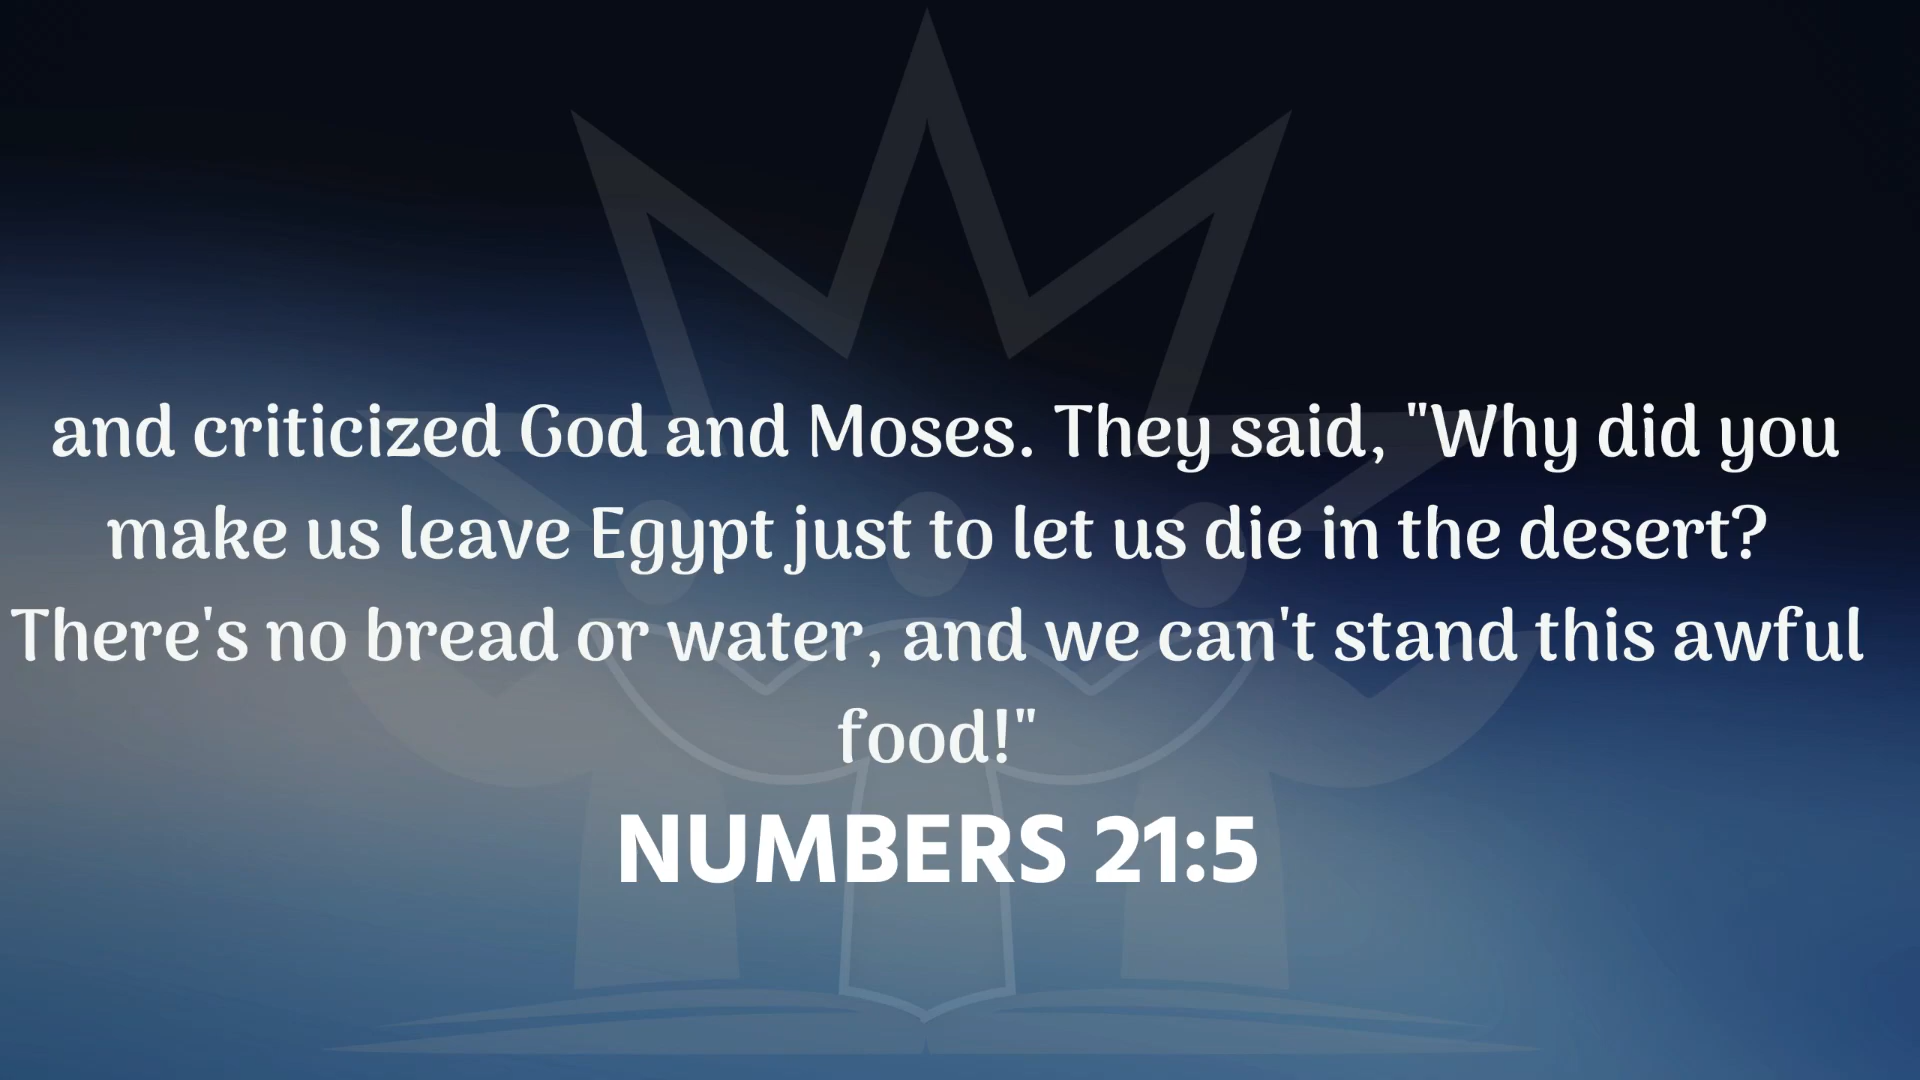 and criticized God and Moses. They said, "Why did you
make us leave Egypt just to let us die in the desert?
There's no bread or water, and we can't stand this awful
food!"
NUMBERS 21:5